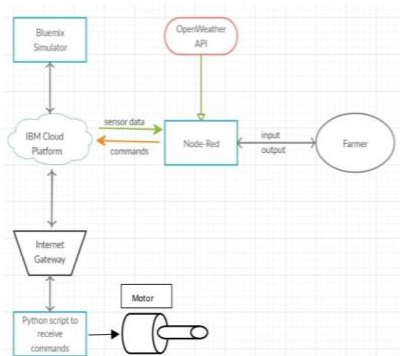 Bluemix
Simulator
OpenWeather
API
sensor data
commands
IBM Cloud
Platform
Node-Red
input
output
Farmer
Internet
Gateway
Motor
Python script to
receive
commands